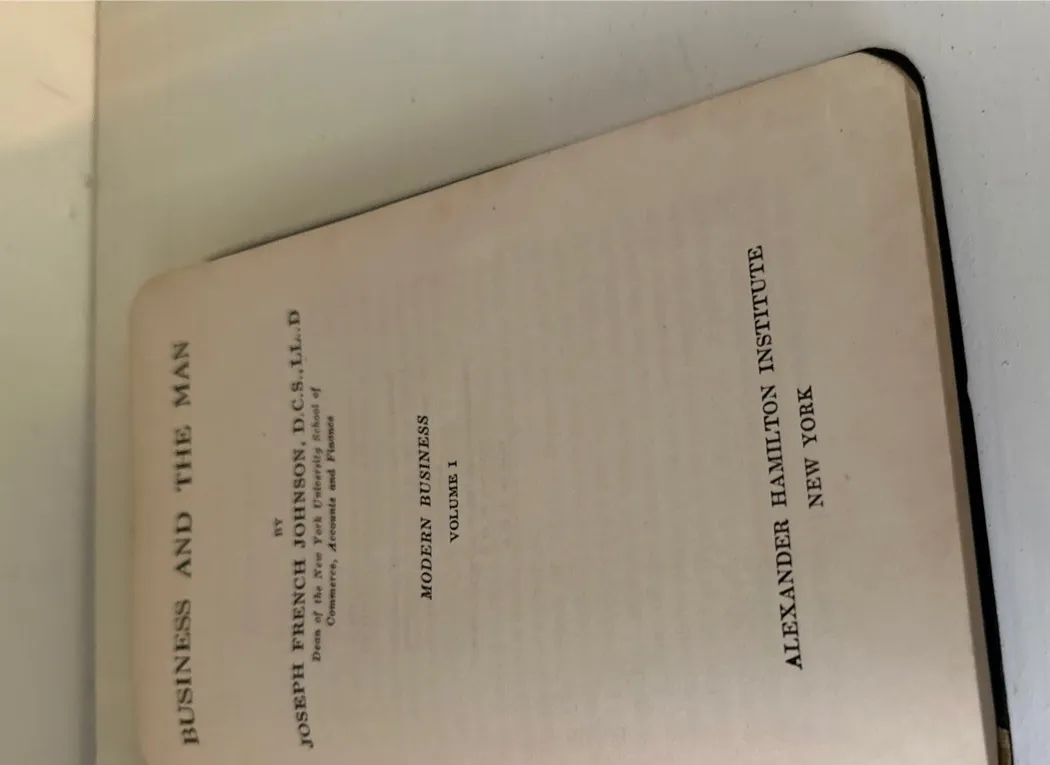 BUSINESS AND THE MAN
BY
JOSEPH FRENCH JOHNSON, D.C.S., LL.D
Dean of the New York University School of
Commerce, Accounts and Finance
MODERN BUSINESS
VOLUME I
ALEXANDER HAMILTON INSTITUTE
NEW YORK